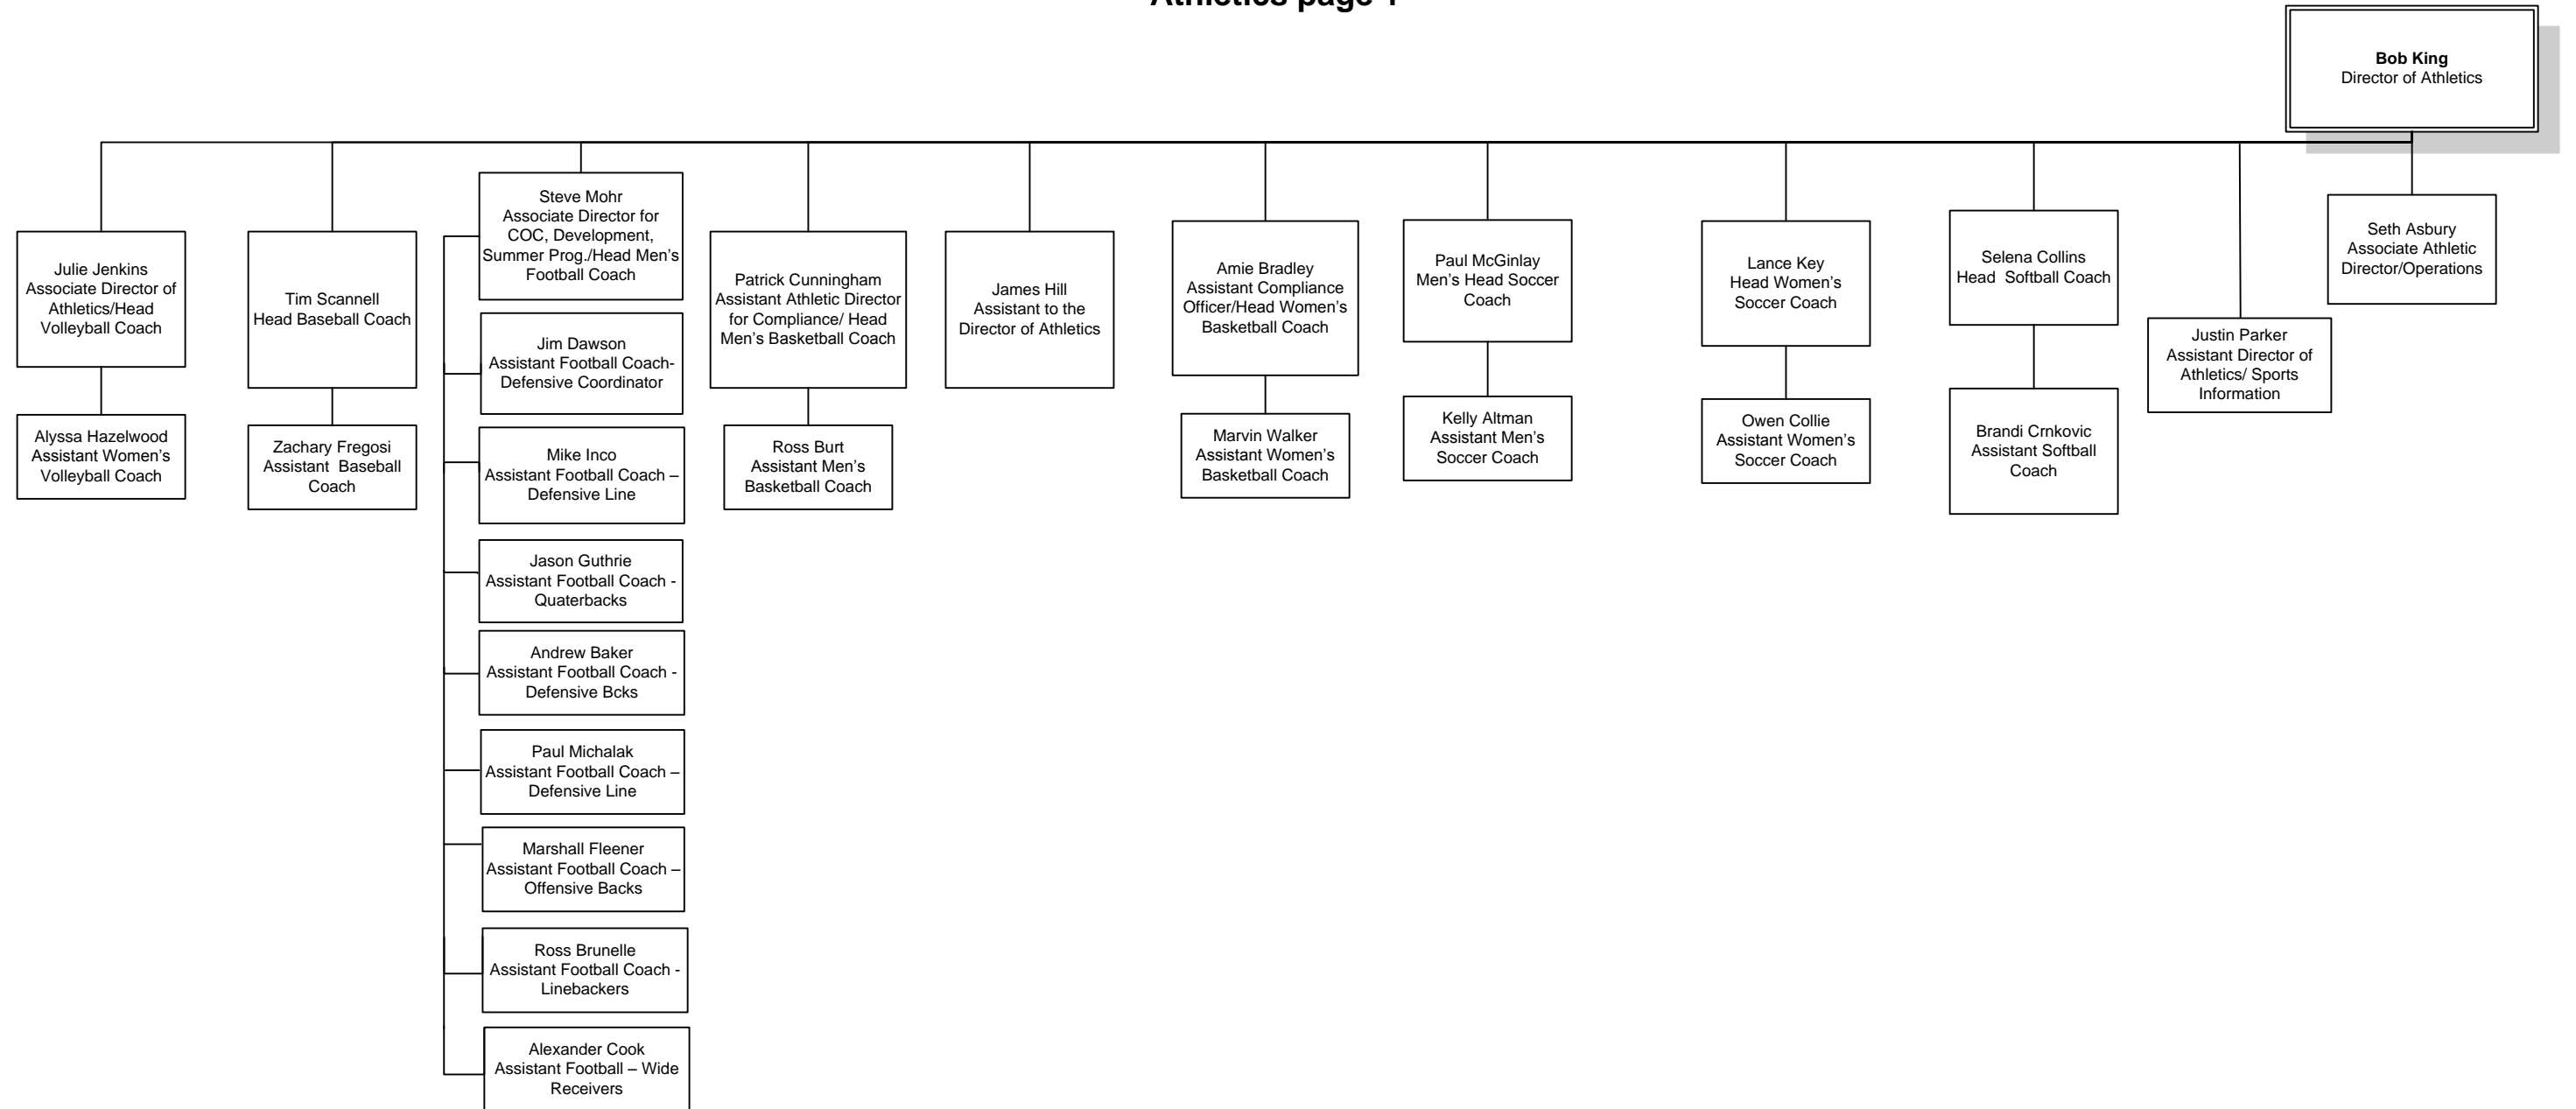 Athletics page
Bob King
Director of Athletics
Julie Jenkins
Associate Director of
Athletics/Head
Volleyball Coach
Alyssa Hazelwood
Assistant Women's
Volleyball Coach
Tim Scannell
Head Baseball Coach
Zachary Fregosi
Assistant  Baseball
Coach
Steve Mohr
Associate Director for
COC, Development,
Summer Prog./Head Men's
Football Coach
Jim Dawson
Assistant Football Coach-
Defensive Coordinator
Mike Inco
Assistant Football Coach –
Defensive Line
Jason Guthrie
Assistant Football Coach -
Quaterbacks
Andrew Baker
Assistant Football Coach -
Defensive Bcks
Paul Michalak
Assistant Football Coach –
Defensive Line
Marshall Fleener
Assistant Football Coach –
Offensive Backs
Ross Brunelle
Assistant Football Coach -
Linebackers
Alexander Cook
Assistant Football – Wide
Receivers
Patrick Cunningham
Assistant Athletic Director
for Compliance/ Head
Men's Basketball Coach
Ross Burt
Assistant Men's
Basketball Coach
James Hill
Assistant to the
Director of Athletics
Amie Bradley
Assistant Compliance
Officer/Head Women's
Basketball Coach
Marvin Walker
Assistant Women's
Basketball Coach
Paul McGinlay
Men's Head Soccer
Coach
Kelly Altman
Assistant Men's
Soccer Coach
Lance Key
Head Women's
Soccer Coach
Owen Collie
Assistant Women's
Soccer Coach
Selena Collins
Head  Softball Coach
Brandi Crnkovic
Assistant Softball
Coach
Justin Parker
Assistant Director of
Athletics/ Sports
Information
Seth Asbury
Associate Athletic
Director/Operations